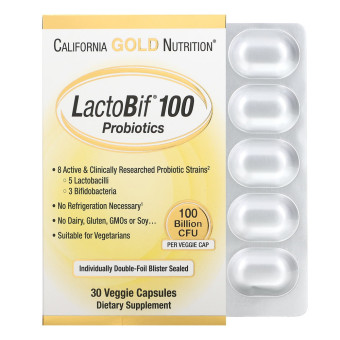 CALIFORNIA GOLD NUTRITION®
LactoBif® 100
Probiotics
• 8 Active & Clinically Researched Probiotic Strains‡
◦ 5 Lactobacilli
◦ 3 Bifidobacteria
• No Refrigeration Necessary◊
• No Dairy, Gluten, GMOs or Soy…
• Suitable for Vegetarians
100
Billion
CFU
PER VEGGIE CAP
Individually Double-Foil Blister Sealed
30 Veggie Capsules
Dietary Supplement